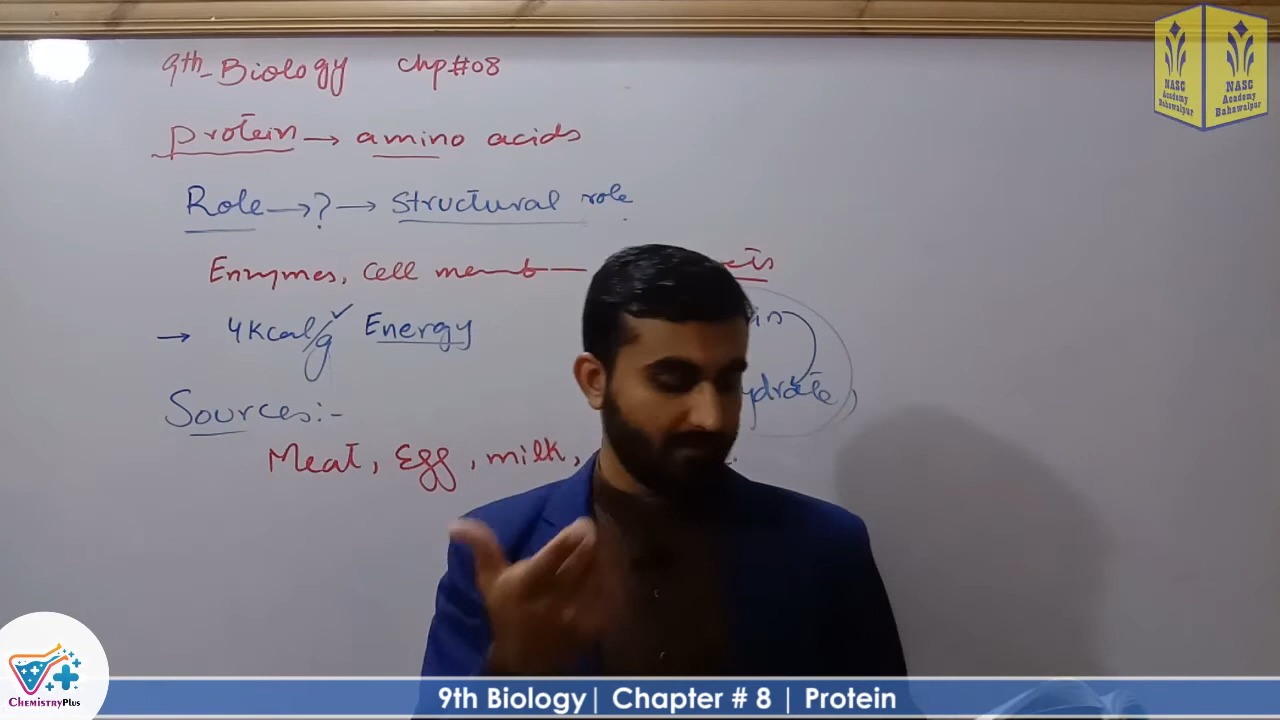 9th-Biology Chp#08
Protein → amino acids
Role → ? → Structural role
Enzymes, Cell memb
→ 4Kcal/g ✓ Energy
Sources:-
Meat, Egg, milk,
NASC
Academy
Bahawalpur
NASC
Academy
Bahawalpur
ChemistryPlus
9th Biology| Chapter # 8 | Protein